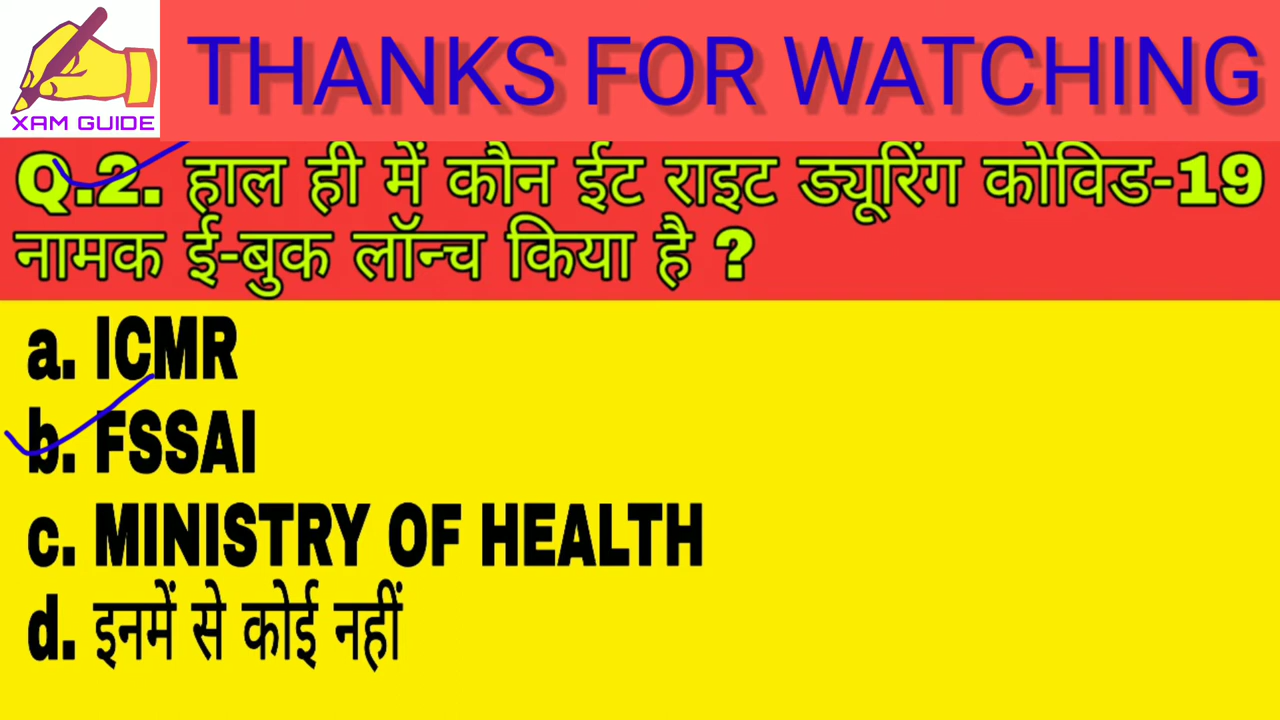 THANKS FOR WATCHING
XAM GUIDE
Q.2. हाल ही में कौन ईट राइट ड्यूरिंग कोविड-19
नामक ई-बुक लॉन्च किया है ?
a. ICMR
b. FSSAI
c. MINISTRY OF HEALTH
d. इनमें से कोई नहीं